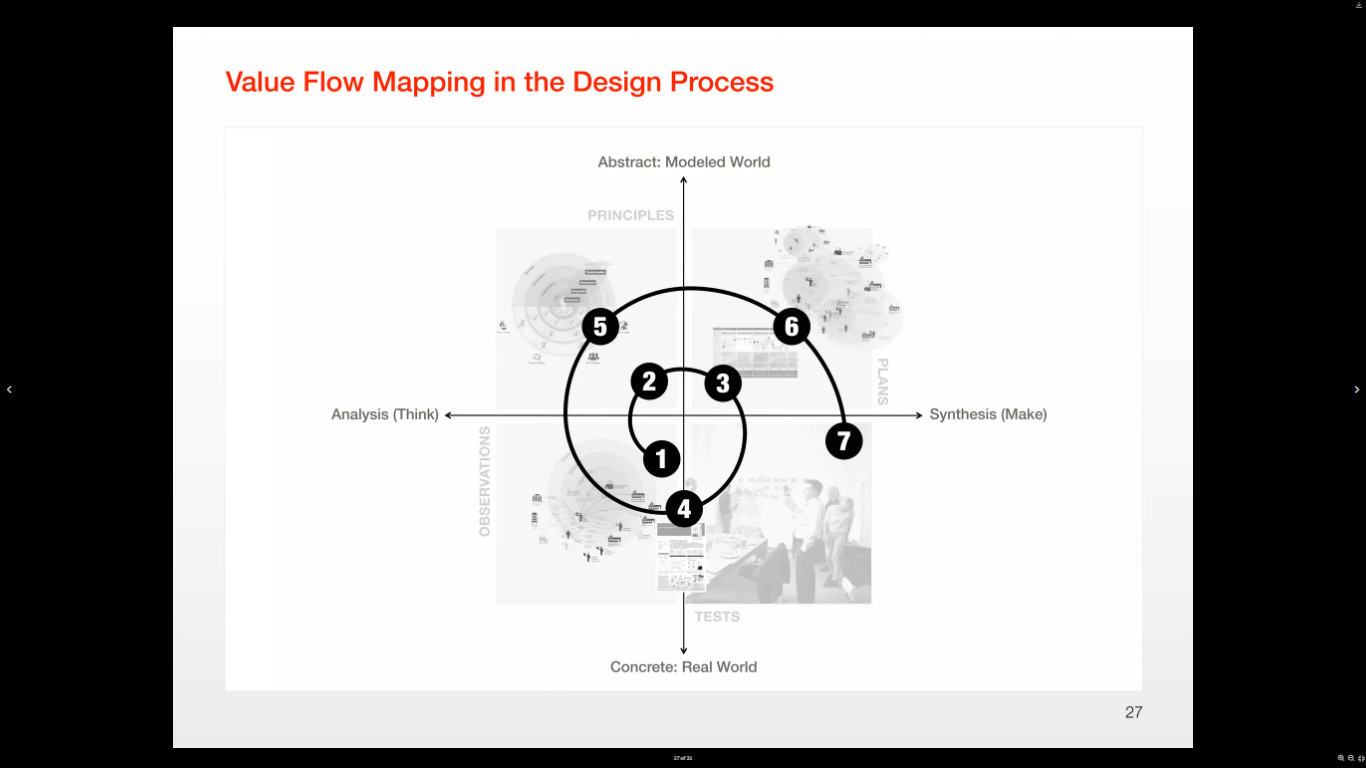 Value Flow Mapping in the Design Process
Abstract: Modeled World
PRINCIPLES
5
6
2
3
PLANS
Analysis (Think)
Synthesis (Make)
OBSERVATIONS
7
1
4
TESTS
Concrete: Real World
27
27 of 32